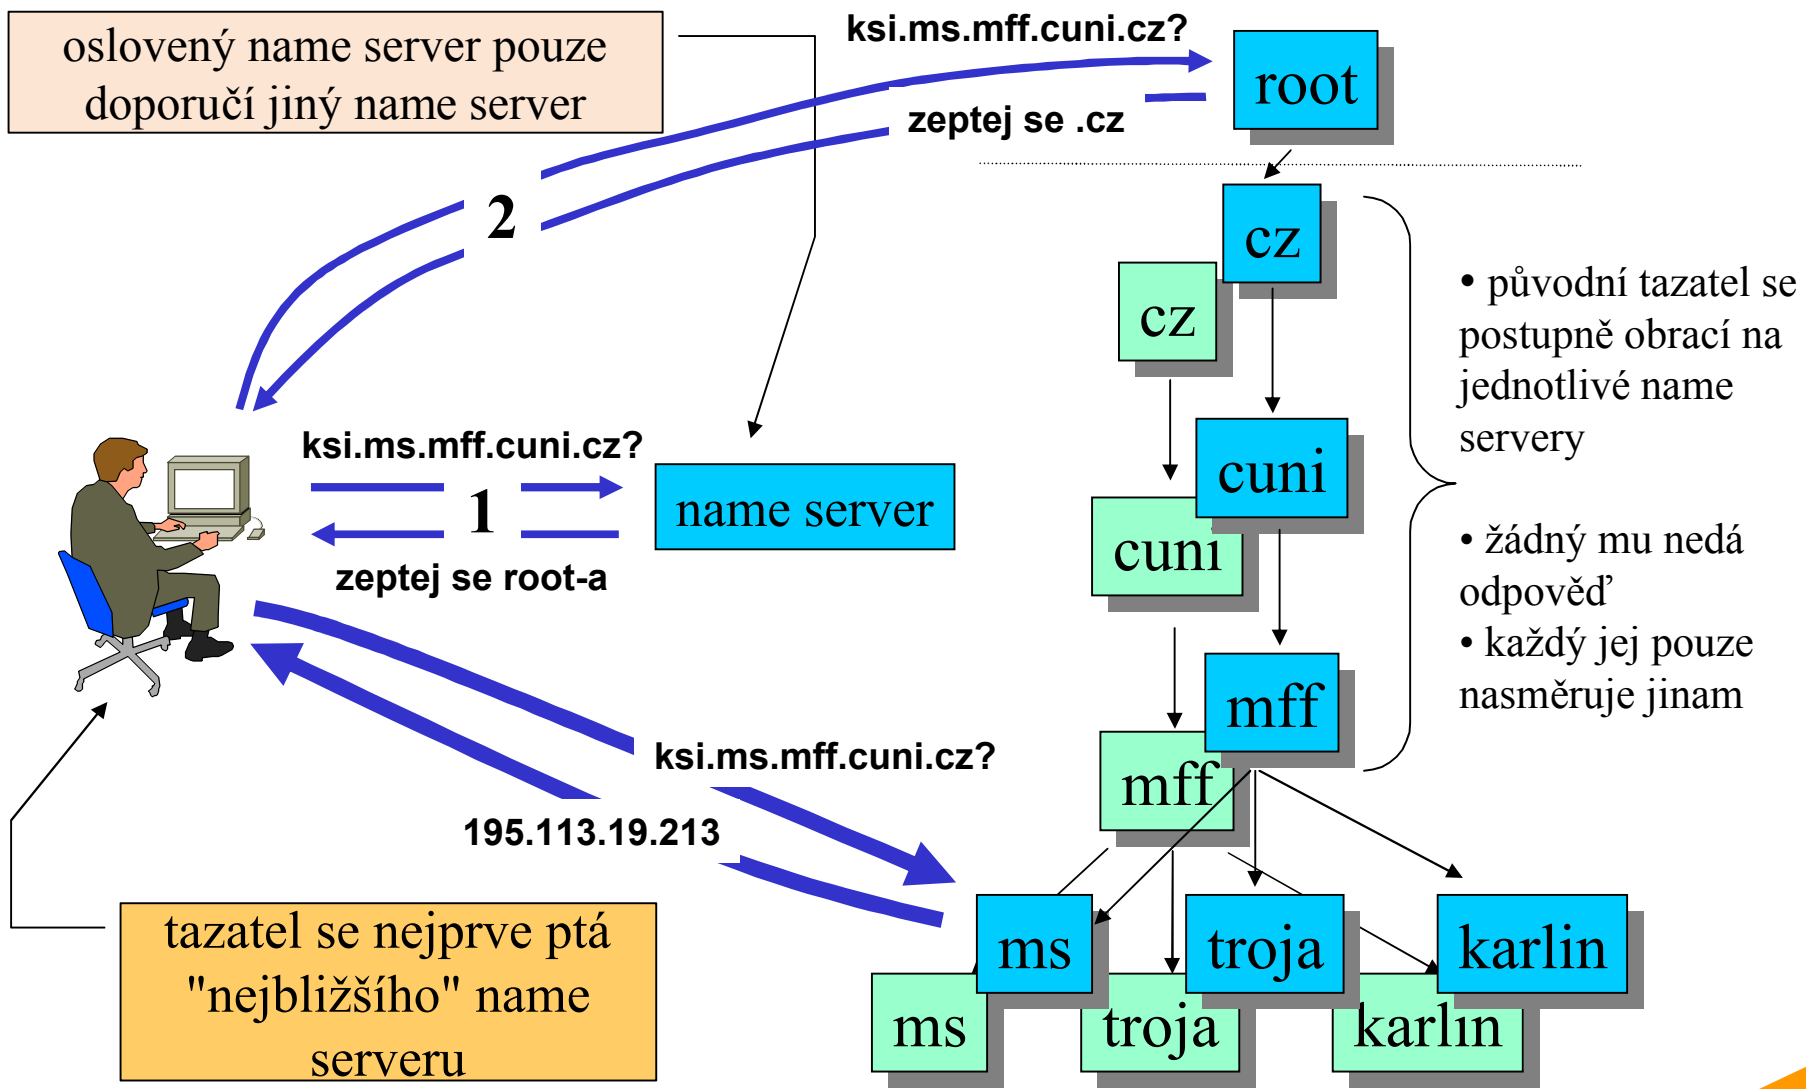 oslovený name server pouze
doporučí jiný name server
ksi.ms.mff.cuni.cz?
root
zeptej se .cz
2
cz
cz
• původní tazatel se
postupně obrací na
jednotlivé name
servery
ksi.ms.mff.cuni.cz?
1
name server
zeptej se root-a
cuni
cuni
• žádný mu nedá
odpověď
• každý jej pouze
nasměruje jinam
mff
mff
ksi.ms.mff.cuni.cz?
195.113.19.213
tazatel se nejprve ptá
"nejbližšího" name
serveru
ms
troja
karlin
ms
troja
karlin